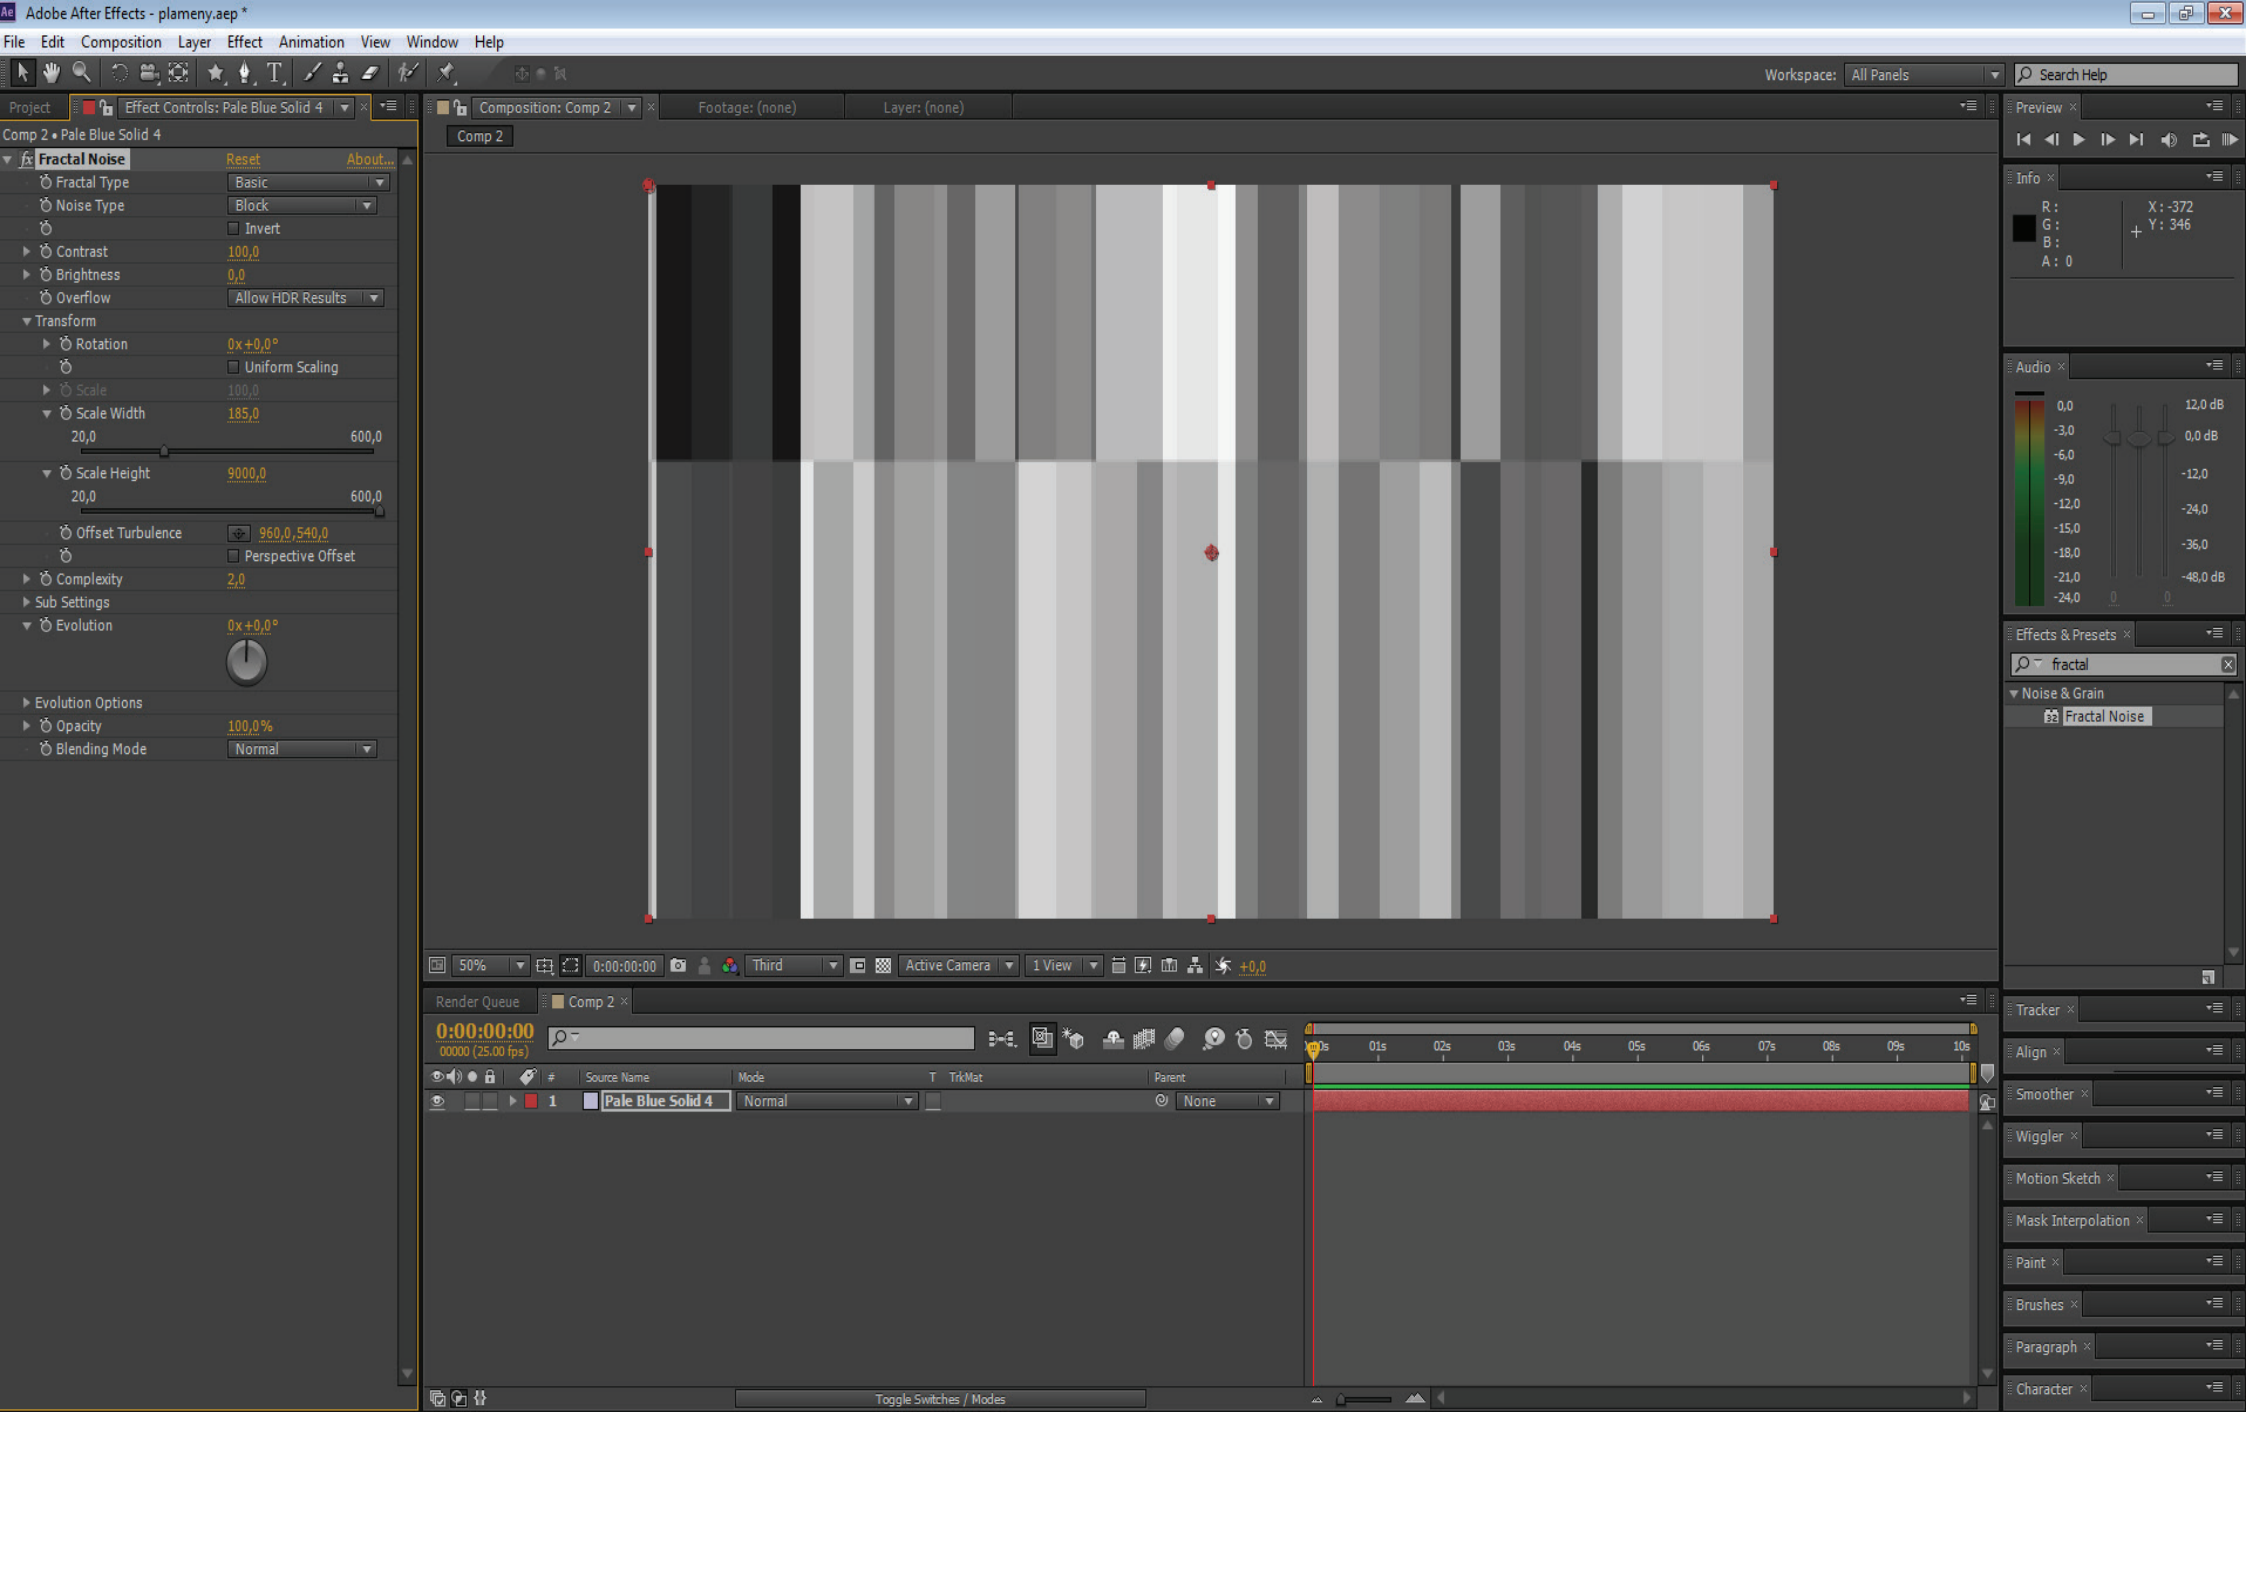 Ae Adobe After Effects - plameny.aep *
File Edit Composition Layer Effect Animation View Window Help
Workspace: All Panels Search Help
Project Effect Controls: Pale Blue Solid 4
Comp 2 • Pale Blue Solid 4
fx Fractal Noise Reset About...
Fractal Type Basic
Noise Type Block
Invert
Contrast 100,0
Brightness 0,0
Overflow Allow HDR Results
Transform
Rotation 0x+0,0°
Uniform Scaling
Scale 100,0
Scale Width 185,0
20,0 600,0
Scale Height 9000,0
20,0 600,0
Offset Turbulence 960,0,540,0
Perspective Offset
Complexity 2,0
Sub Settings
Evolution 0x+0,0°
Evolution Options
Opacity 100,0%
Blending Mode Normal
Composition: Comp 2 Footage: (none) Layer: (none)
Comp 2
50% 0:00:00:00 Third Active Camera 1 View +0,0
Render Queue Comp 2
0:00:00:00
00000 (25.00 fps)
# Source Name Mode T TrkMat Parent
1 Pale Blue Solid 4 Normal None
01s 02s 03s 04s 05s 06s 07s 08s 09s 10s
Toggle Switches / Modes
Preview
Info
R: X: -372
G: Y: 346
B:
A: 0
Audio
0,0 12,0 dB
-3,0 0,0 dB
-6,0
-9,0 -12,0
-12,0 -24,0
-15,0
-18,0 -36,0
-21,0 -48,0 dB
-24,0 0 0
Effects & Presets
fractal
Noise & Grain
32 Fractal Noise
Tracker
Align
Smoother
Wiggler
Motion Sketch
Mask Interpolation
Paint
Brushes
Paragraph
Character